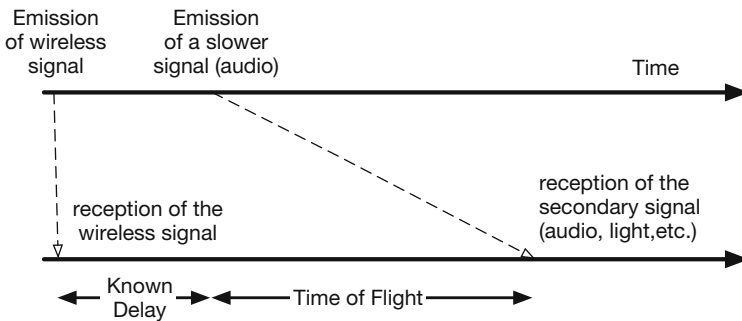 Emission
of wireless
signal
Emission
of a slower
signal (audio)
Time
reception of the
wireless signal
reception of the
secondary signal
(audio, light,etc.)
Known
Delay
Time of Flight